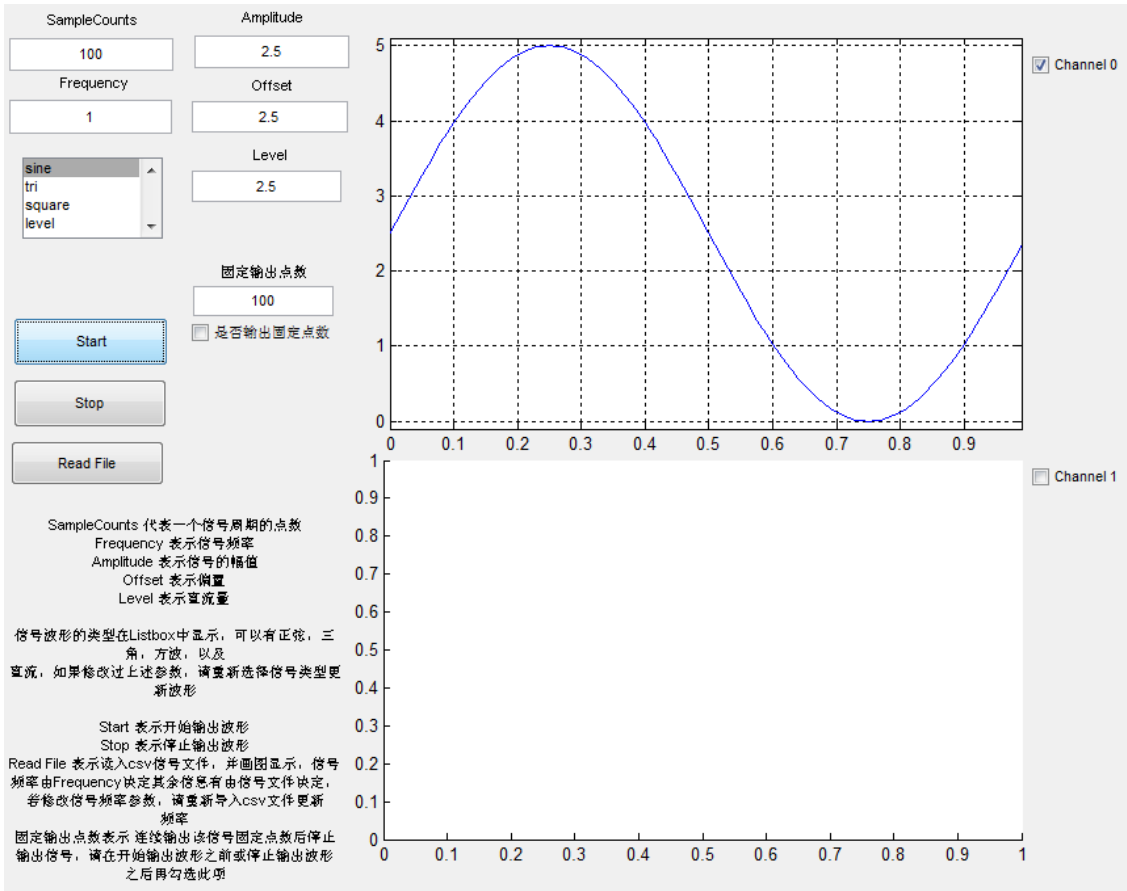 SampleCounts
100
Frequency
1
sine
tri
square
level
Amplitude
2.5
Offset
2.5
Level
2.5
固定输出点数
100
是否输出固定点数
Start
Stop
Read File
SampleCounts 代表一个信号周期的点数
Frequency 表示信号频率
Amplitude 表示信号的幅值
Offset 表示偏置
Level 表示直流量
信号波形的类型在Listbox中显示，可以有正弦，三
角，方波，以及
直流，如果修改过上述参数，请重新选择信号类型更
新波形
Start 表示开始输出波形
Stop 表示停止输出波形
Read File 表示读入csv信号文件，并画图显示，信号
频率由Frequency决定其余信息有由信号文件决定，
若修改信号频率参数，请重新导入csv文件更新
频率
固定输出点数表示 连续输出该信号固定点数后停止
输出信号，请在开始输出波形之前或停止输出波形
之后再勾选此项
5
4
3
2
1
0
0 0.1 0.2 0.3 0.4 0.5 0.6 0.7 0.8 0.9
Channel 0
1
0.9
0.8
0.7
0.6
0.5
0.4
0.3
0.2
0.1
0
0 0.1 0.2 0.3 0.4 0.5 0.6 0.7 0.8 0.9 1
Channel 1